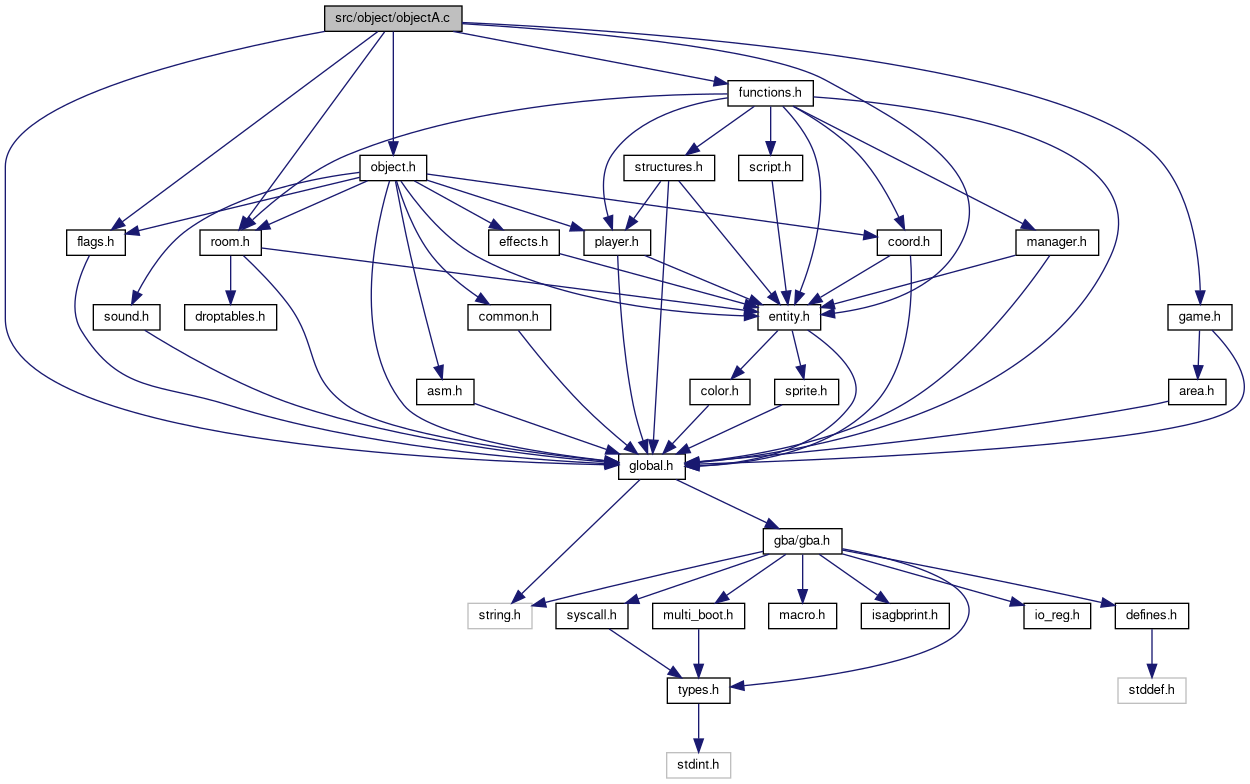 src/object/objectA.c
functions.h
object.h
structures.h
script.h
flags.h
room.h
effects.h
player.h
coord.h
manager.h
sound.h
droptables.h
common.h
entity.h
game.h
asm.h
color.h
sprite.h
area.h
global.h
gba/gba.h
string.h
syscall.h
multi_boot.h
macro.h
isagbprint.h
io_reg.h
defines.h
types.h
stddef.h
stdint.h